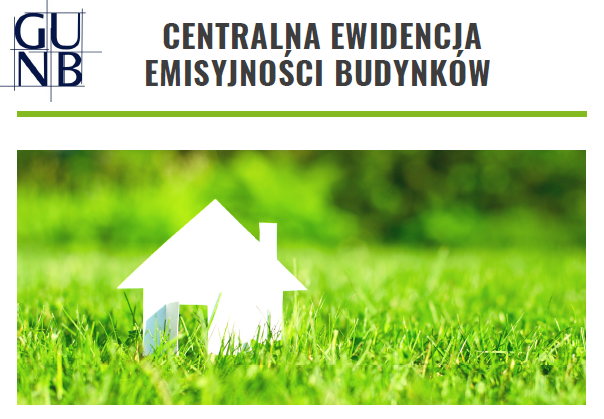 GU
NB
CENTRALNA EWIDENCJA
EMISYJNOŚCI BUDYNKÓW